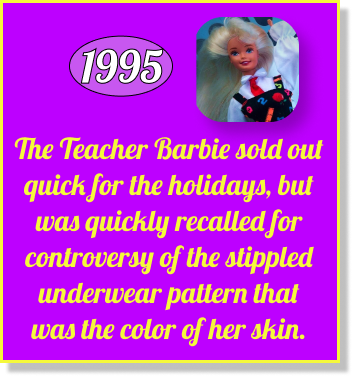 1995
The Teacher Barbie sold out
quick for the holidays, but
was quickly recalled for
controversy of the stippled
underwear pattern that
was the color of her skin.